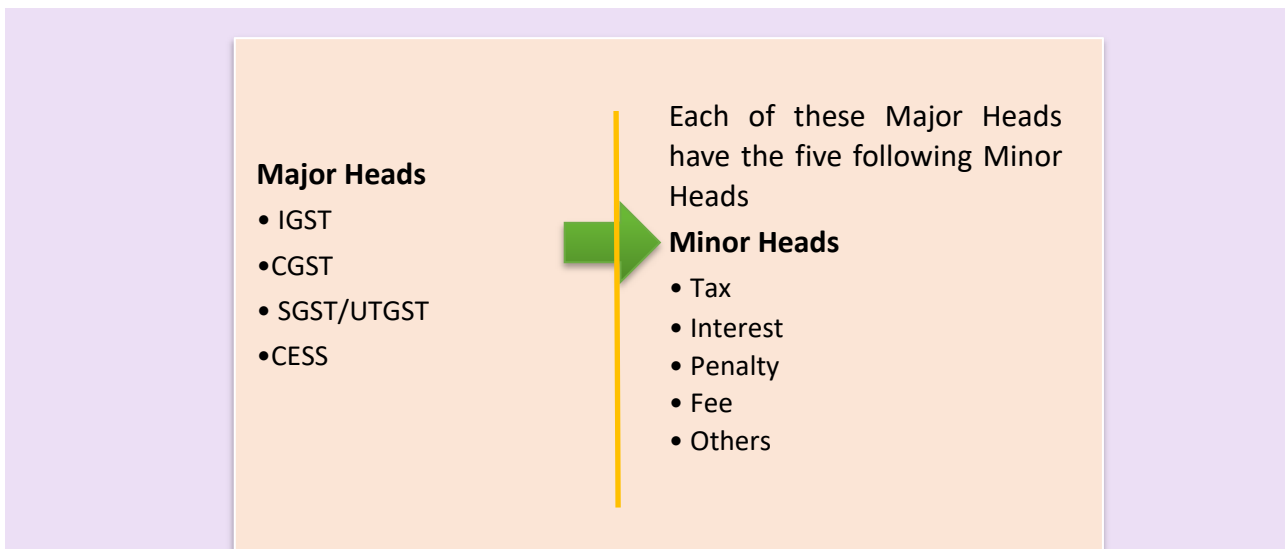 Major Heads
• IGST
•CGST
• SGST/UTGST
•CESS
Each of these Major Heads
have the five following Minor
Heads
Minor Heads
• Tax
• Interest
• Penalty
• Fee
• Others